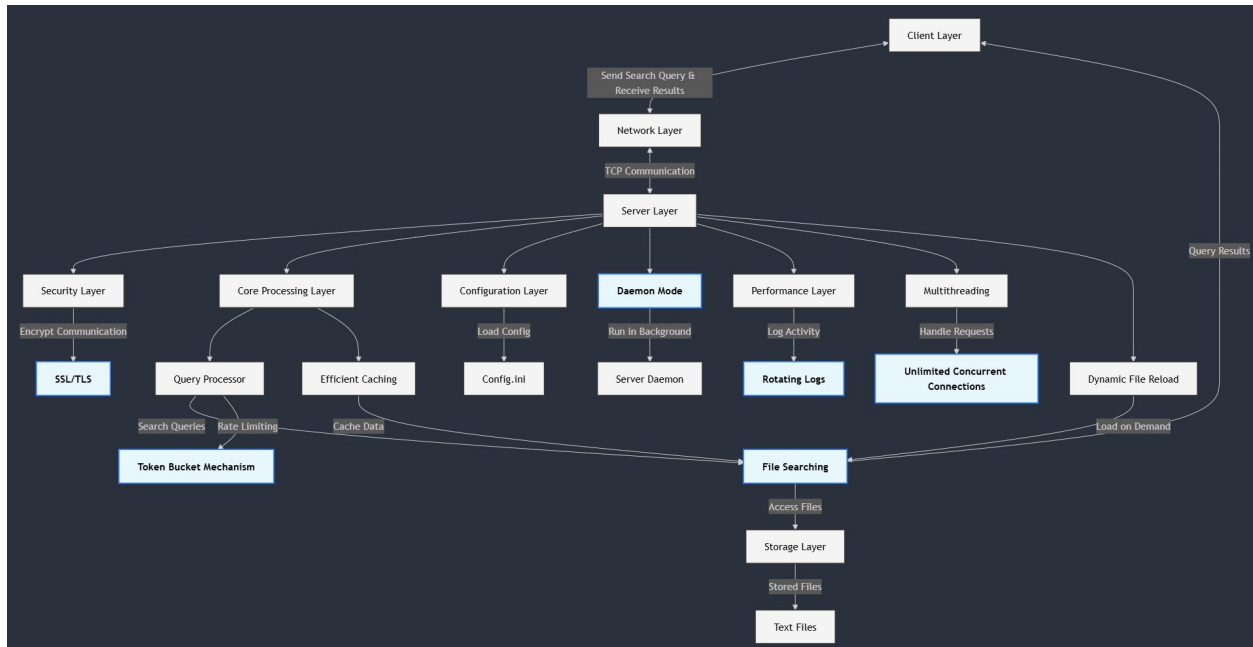 Client Layer
Send Search Query &
Receive Results
Network Layer
TCP Communication
Server Layer
Query Results
Security Layer
Core Processing Layer
Configuration Layer
Daemon Mode
Performance Layer
Multithreading
Encrypt Communication
Load Config
Run in Background
Log Activity
Handle Requests
SSL/TLS
Query Processor
Efficient Caching
Config.ini
Server Daemon
Rotating Logs
Unlimited Concurrent
Connections
Dynamic File Reload
Search Queries
Rate Limiting
Cache Data
Load on Demand
Token Bucket Mechanism
File Searching
Access Files
Storage Layer
Stored Files
Text Files